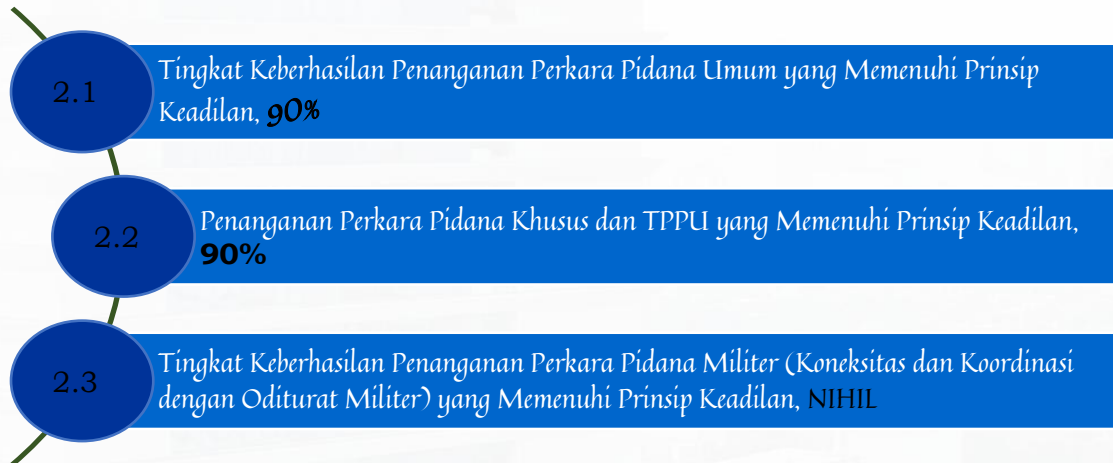 2.1
Tingkat Keberhasilan Penanganan Perkara Pidana Umum yang Memenuhi Prinsip
Keadilan, 90%
2.2
Penanganan Perkara Pidana Khusus dan TPPU yang Memenuhi Prinsip Keadilan,
90%
2.3
Tingkat Keberhasilan Penanganan Perkara Pidana Militer (Koneksitas dan Koordinasi
dengan Oditurat Militer) yang Memenuhi Prinsip Keadilan, NIHIL